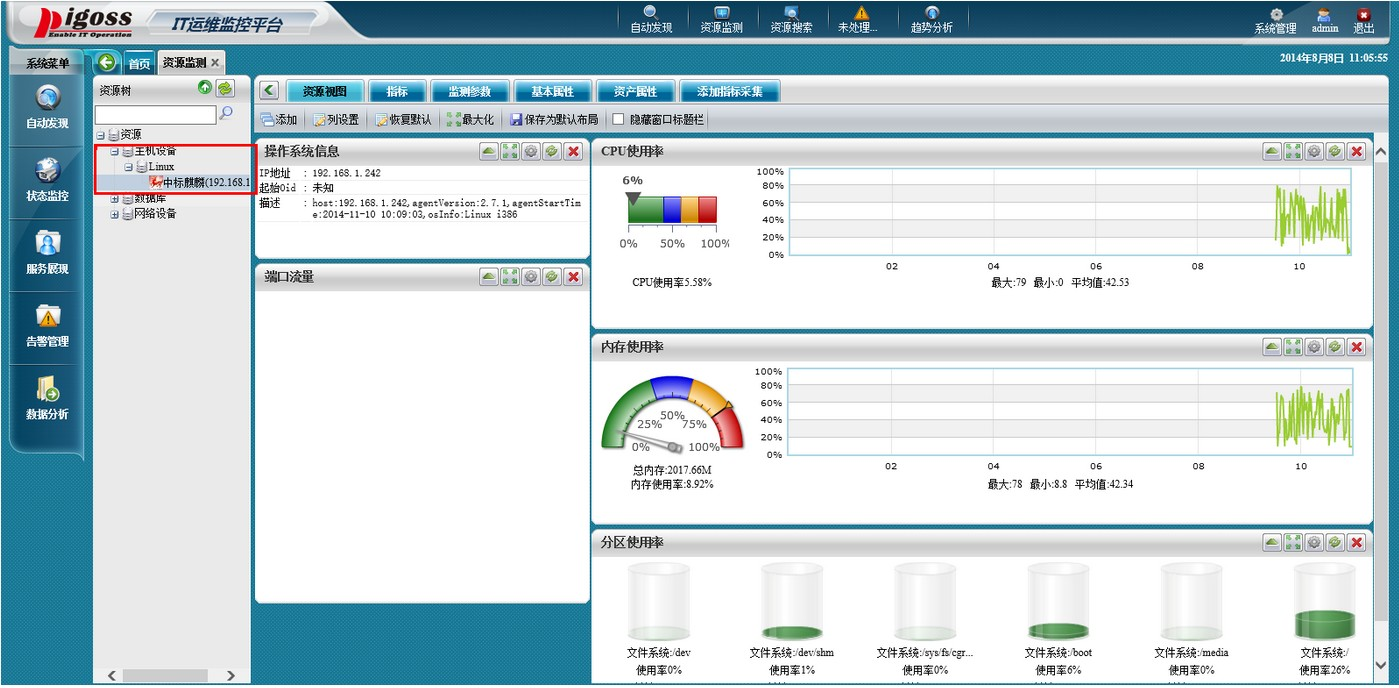 Pigoss
Enable IT Operation
IT运维监控平台
自动发现
资源监测
资源搜索
未处理...
趋势分析
系统管理
admin
退出
2014年8月8日 11:05:55
系统菜单
自动发现
状态监控
服务展现
告警管理
数据分析
首页
资源监测
资源树
资源
主机设备
Linux
中标麒麟(192.168.1
数据库
网络设备
资源视图
指标
监测参数
基本属性
资产属性
添加指标采集
添加
列设置
恢复默认
最大化
保存为默认布局
隐藏窗口标题栏
操作系统信息
IP地址 : 192.168.1.242
起始Oid : 未知
描述 : host:192.168.1.242,agentVersion:2.7.1,agentStartTim
e:2014-11-10 10:09:03,osInfo:Linux i386
端口流量
CPU使用率
6%
0% 50% 100%
CPU使用率5.58%
100%
80%
60%
40%
20%
0%
02 04 06 08 10
最大:79 最小:0 平均值:42.53
内存使用率
0% 25% 50% 75% 100%
总内存:2017.66M
内存使用率:8.92%
100%
80%
60%
40%
20%
0%
02 04 06 08 10
最大:78 最小:8.8 平均值:42.34
分区使用率
文件系统:/dev
使用率0%
文件系统:/dev/shm
使用率1%
文件系统:/sys/fs/cgr...
使用率0%
文件系统:/boot
使用率6%
文件系统:/media
使用率0%
文件系统:/
使用率26%